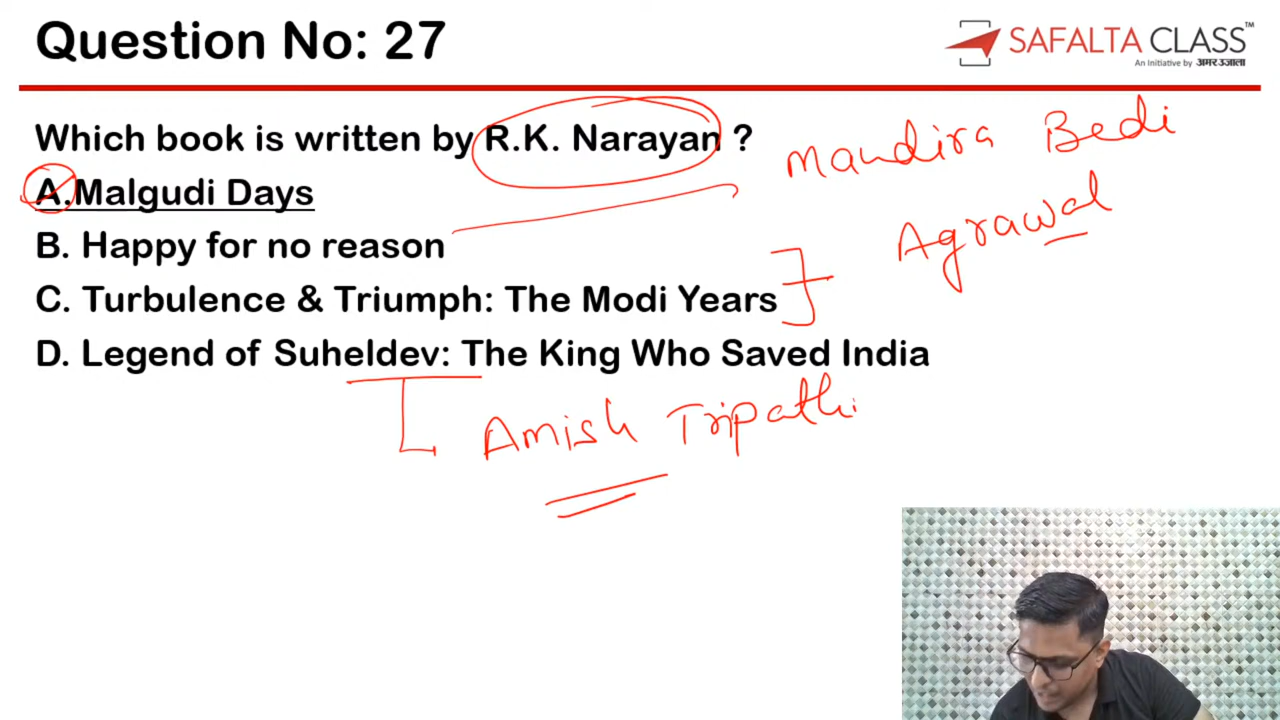 Question No: 27
SAFALTA CLASS™
An Initiative by अमर उजाला
Which book is written by R.K. Narayan ?
Mandira Bedi
A.Malgudi Days
Agrawal
B. Happy for no reason
C. Turbulence & Triumph: The Modi Years
D. Legend of Suheldev: The King Who Saved India
Amish Tripathi